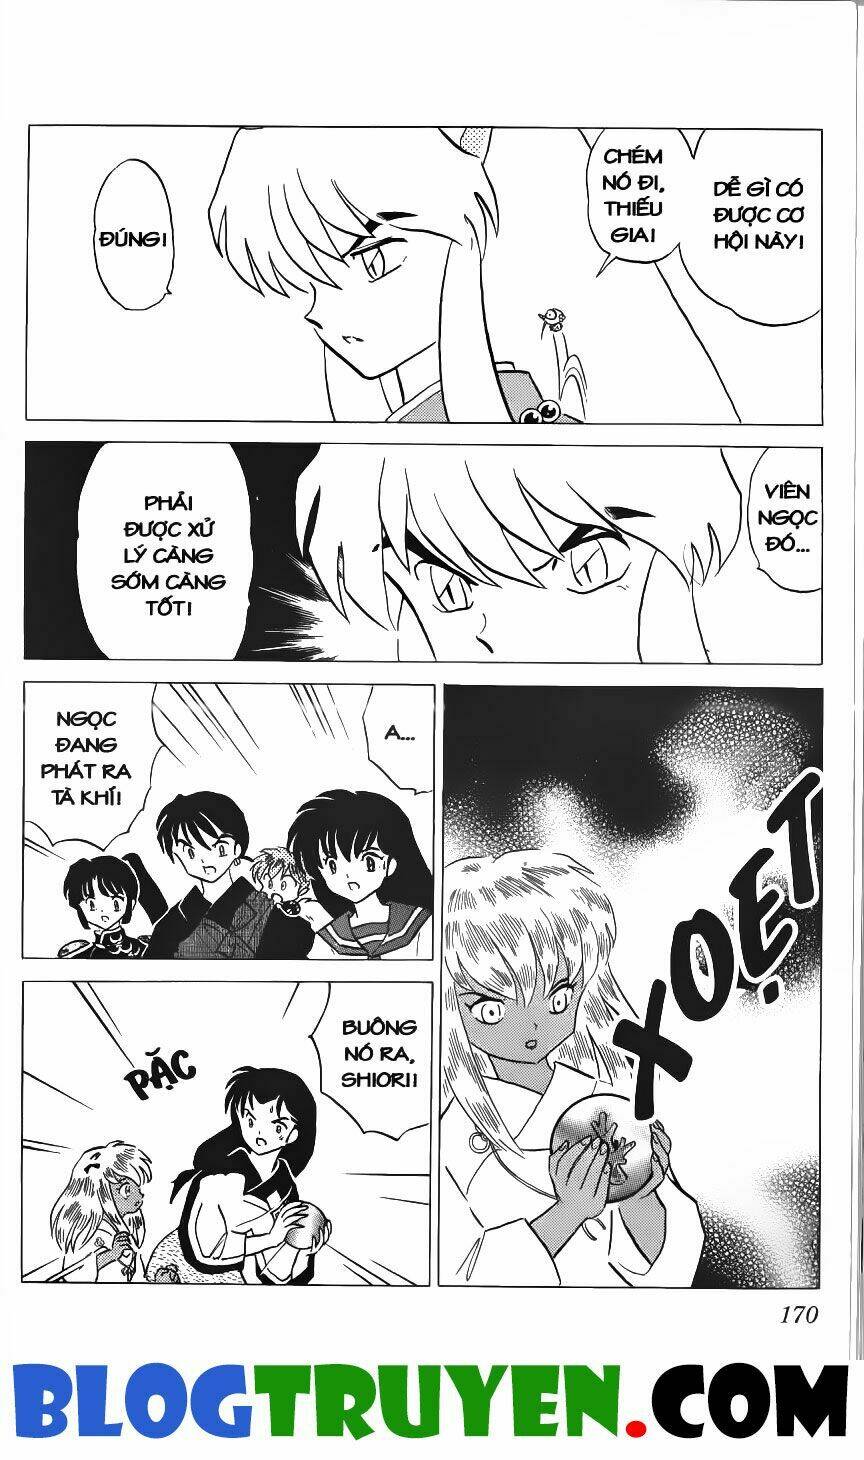 DỄ GÌ CÓ
ĐƯỢC CƠ
HỘI NÀY!
CHÉM
NÓ ĐI,
THIẾU
GIA!
ĐÚNG!
VIÊN
NGỌC
ĐÓ...
PHẢI
ĐƯỢC XỬ
LÝ CÀNG
SỚM CÀNG
TỐT!
A...
NGỌC
ĐANG
PHÁT RA
TÀ KHÍ!
XOẸT
BUÔNG
NÓ RA,
SHIORI!
PẶC
170
BLOGTRUYEN.COM